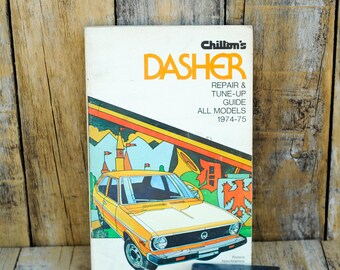 Chilton's
DASHER
REPAIR &
TUNE-UP
GUIDE
ALL MODELS
1974-75